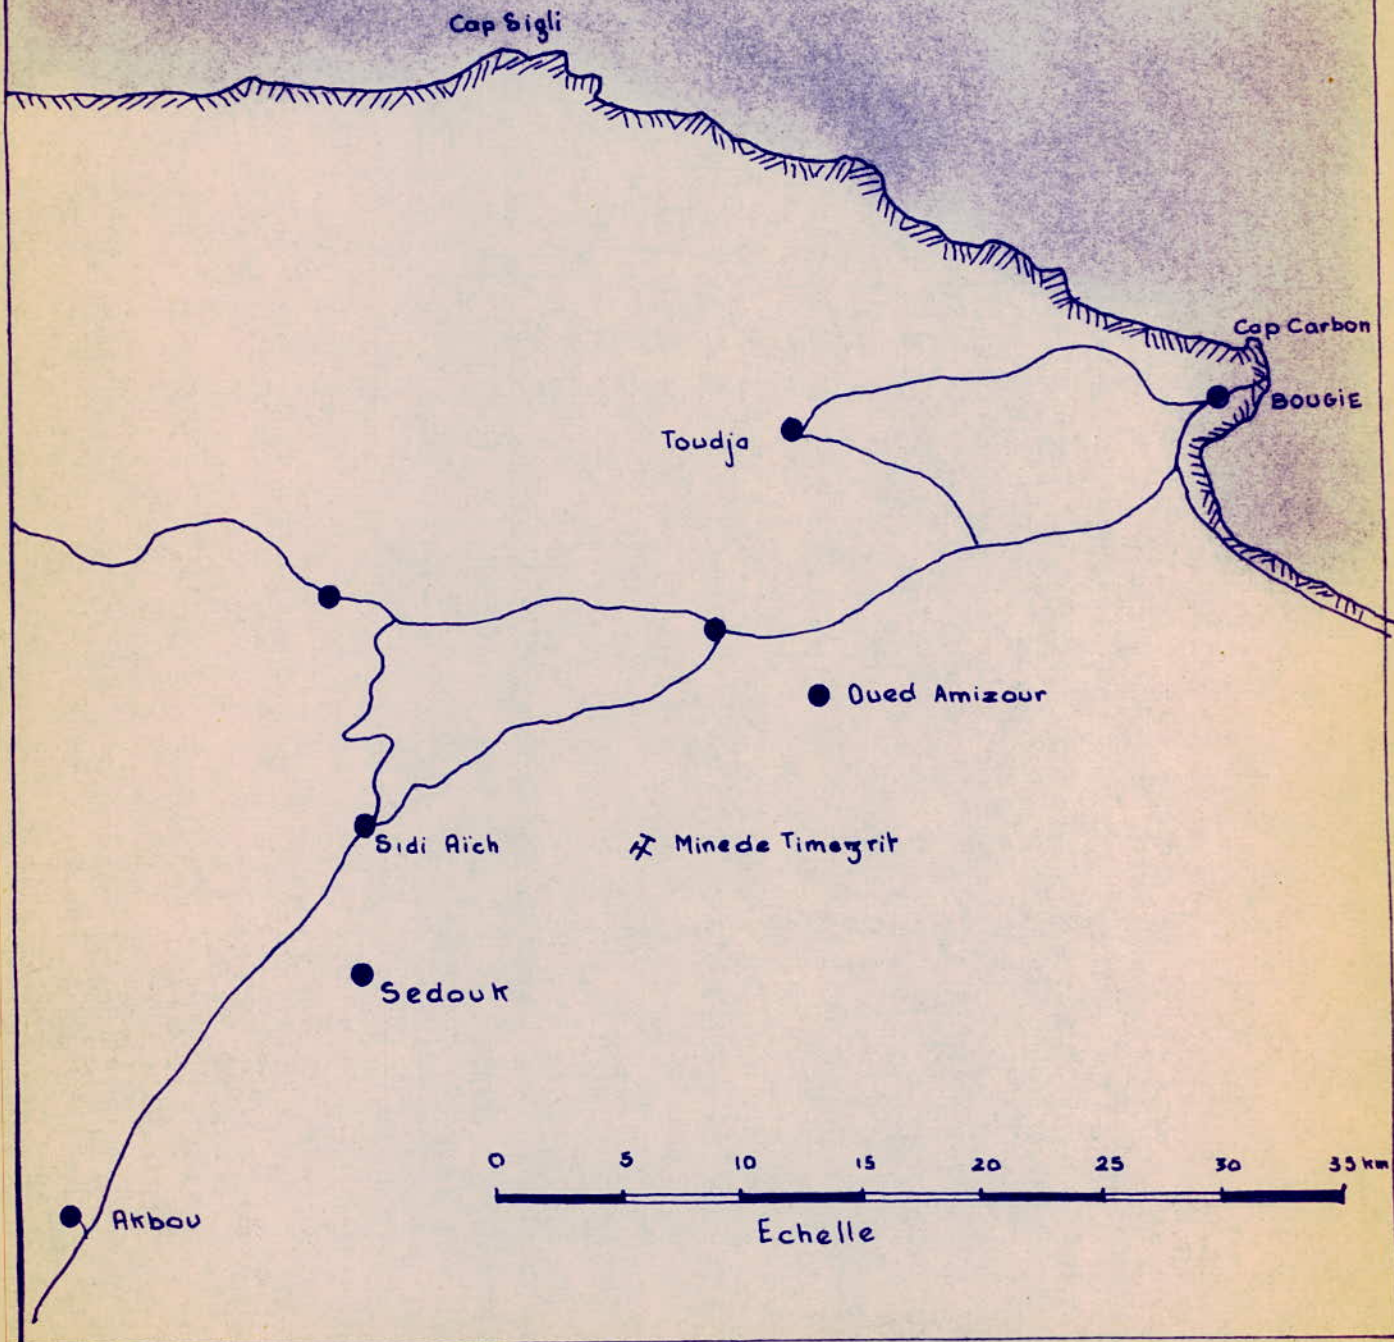 Cap Sigli
Cap Carbon
BOUGIE
Toudja
Oued Amizour
Sidi Aïch
Mine de Timezrit
Sedouk
0 5 10 15 20 25 30 35 km
Akbou
Echelle